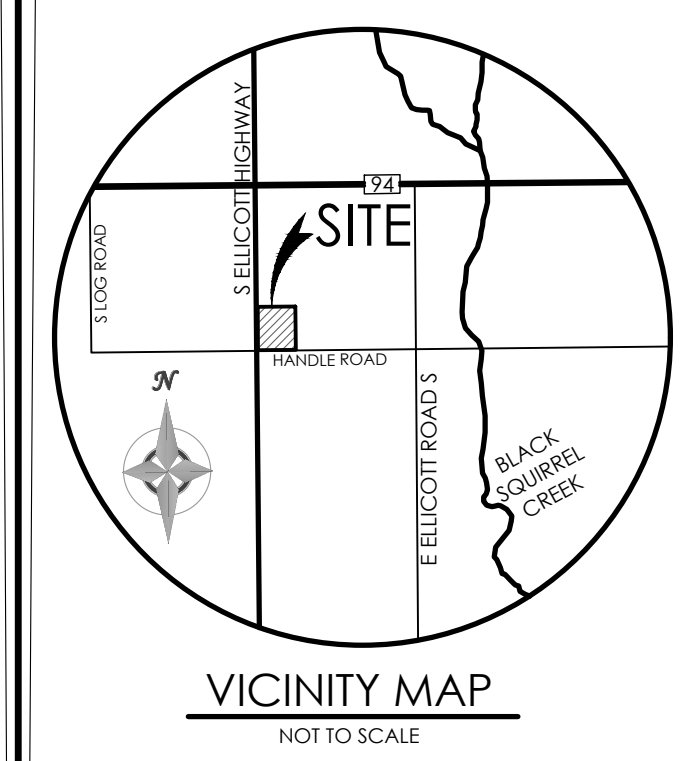 S ELLICOTT HIGHWAY
94
SITE
S LOG ROAD
HANDLE ROAD
N
E ELLICOTT ROAD S
BLACK
SQUIRREL
CREEK
VICINITY MAP
NOT TO SCALE